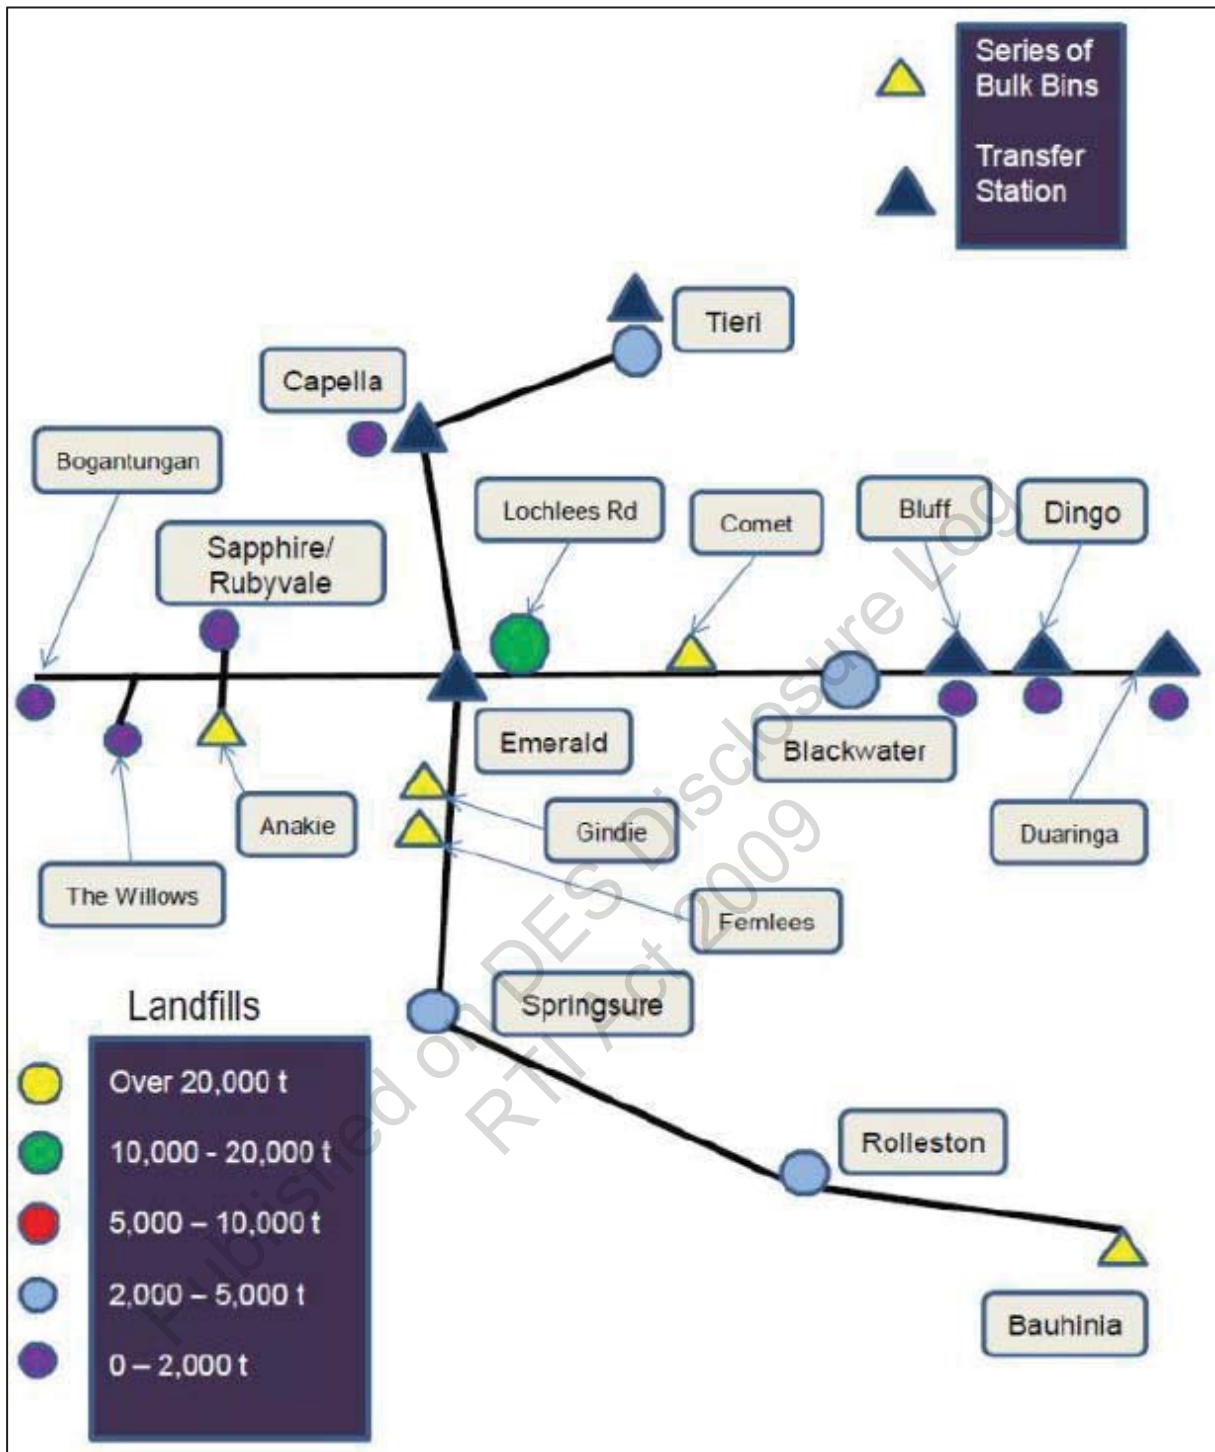 Series of
Bulk Bins
Transfer
Station
Tieri
Capella
Bogantungan
Lochlees Rd
Comet
Bluff
Dingo
Sapphire/
Rubyvale
Emerald
Blackwater
Anakie
Gindie
Duaringa
The Willows
Fernlees
Springsure
Landfills
Over 20,000 t
10,000 - 20,000 t
5,000 – 10,000 t
2,000 – 5,000 t
0 – 2,000 t
Rolleston
Bauhinia
Published on DES Disclosure Log
RTI Act 2009